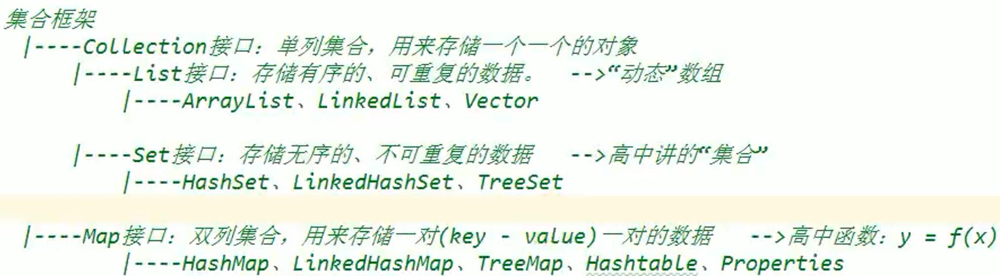 集合框架
|----Collection接口：单列集合，用来存储一个一个的对象
|----List接口：存储有序的、可重复的数据。 -->“动态”数组
|----ArrayList、LinkedList、Vector
|----Set接口：存储无序的、不可重复的数据 -->高中讲的“集合”
|----HashSet、LinkedHashSet、TreeSet
|----Map接口：双列集合，用来存储一对(key - value)一对的数据 -->高中函数：y = f(x)
|----HashMap、LinkedHashMap、TreeMap、Hashtable、Properties